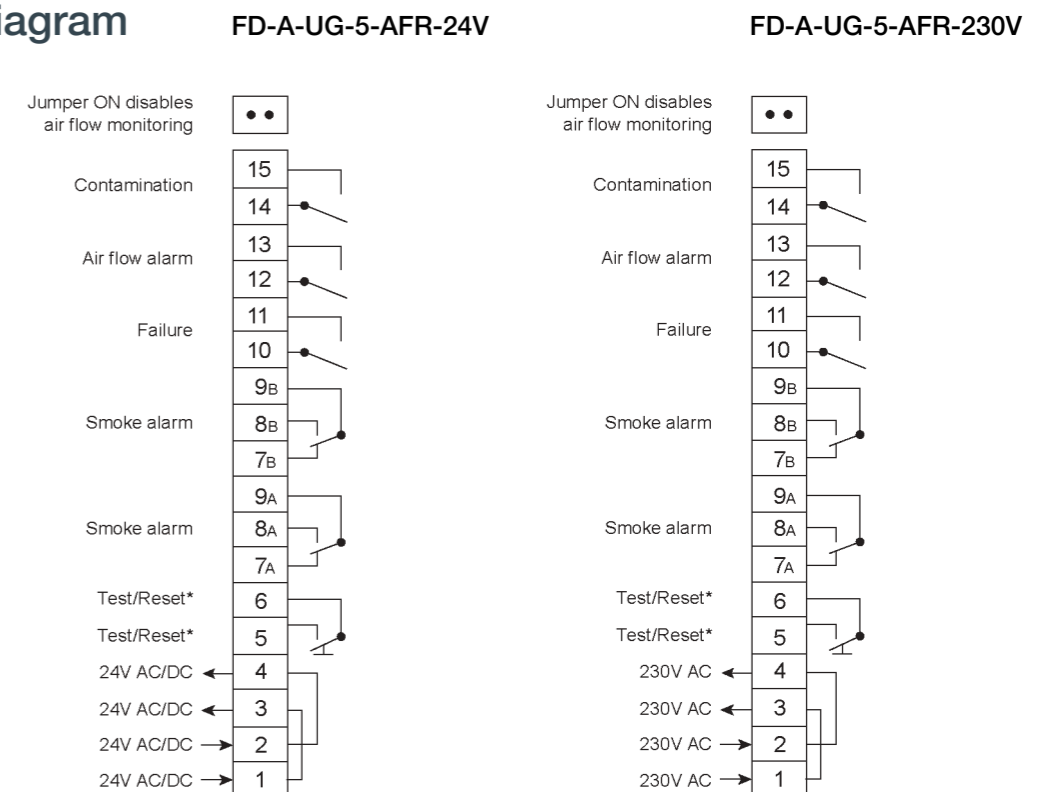 iagram
FD-A-UG-5-AFR-24V
Jumper ON disables
air flow monitoring
Contamination
15
14
Air flow alarm
13
12
Failure
11
10
Smoke alarm
9B
8B
7B
Smoke alarm
9A
8A
7A
Test/Reset* 6
Test/Reset* 5
24V AC/DC 4
24V AC/DC 3
24V AC/DC 2
24V AC/DC 1
FD-A-UG-5-AFR-230V
Jumper ON disables
air flow monitoring
Contamination
15
14
Air flow alarm
13
12
Failure
11
10
Smoke alarm
9B
8B
7B
Smoke alarm
9A
8A
7A
Test/Reset* 6
Test/Reset* 5
230V AC 4
230V AC 3
230V AC 2
230V AC 1